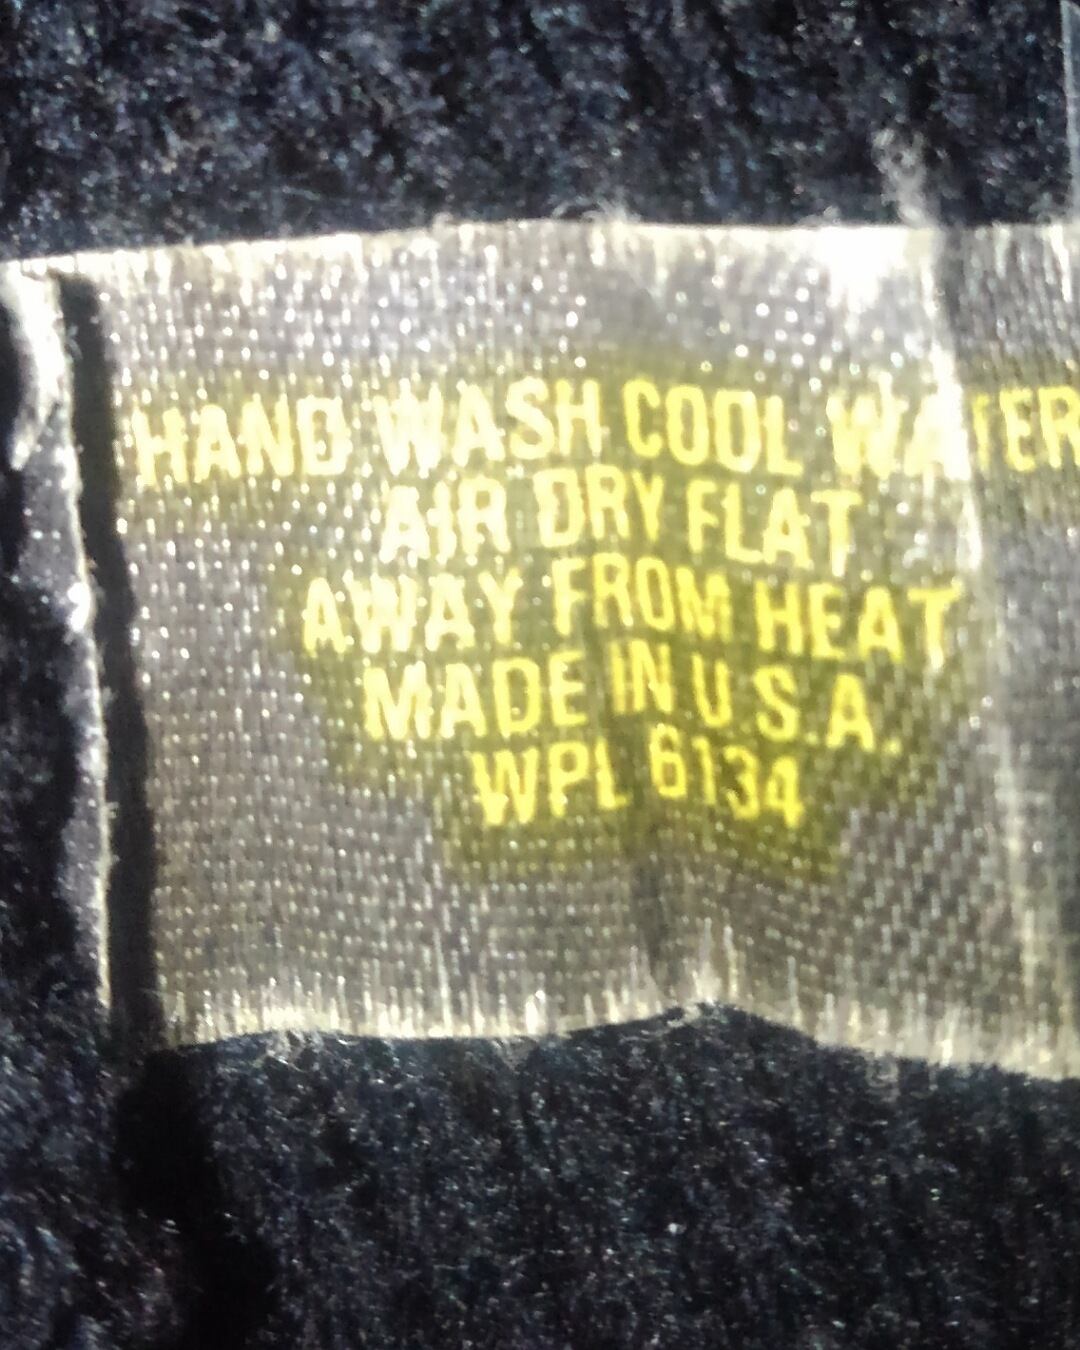 HAND WASH COOL WATER
AIR DRY FLAT
AWAY FROM HEAT
MADE IN U.S.A.
WPL 6134